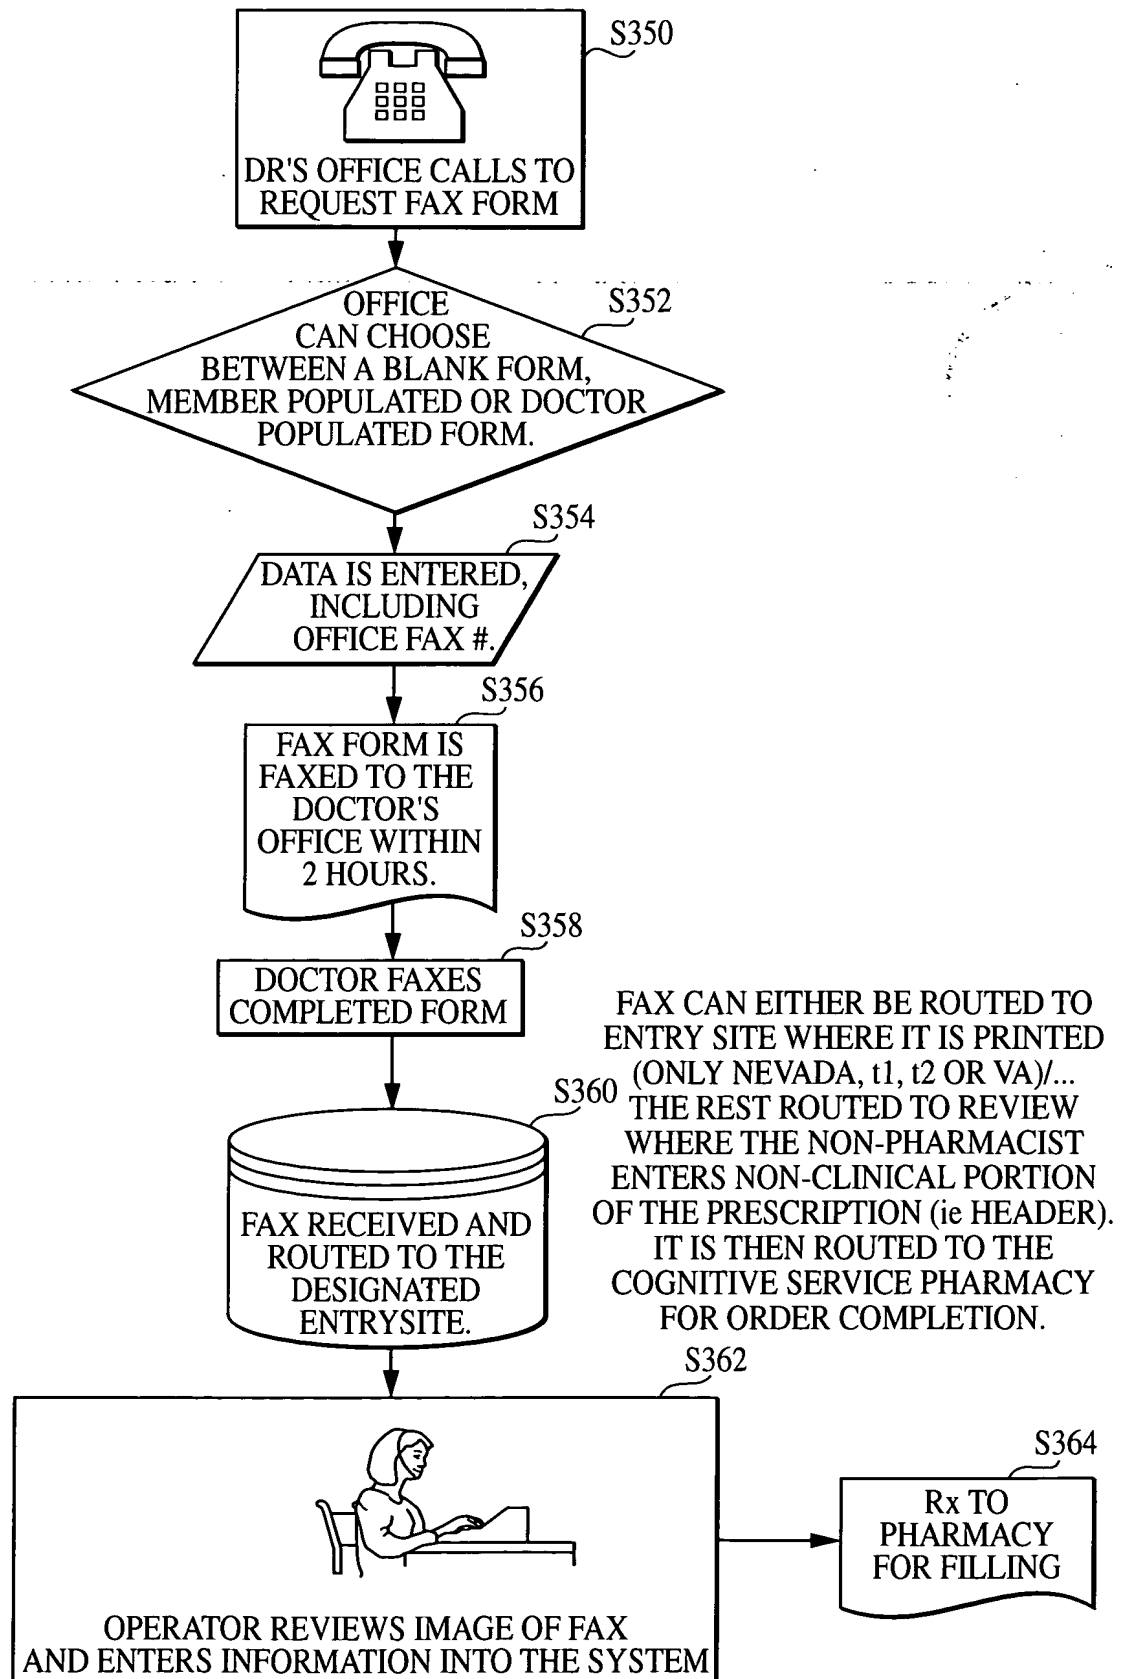 S350
DR'S OFFICE CALLS TO
REQUEST FAX FORM
S352
OFFICE
CAN CHOOSE
BETWEEN A BLANK FORM,
MEMBER POPULATED OR DOCTOR
POPULATED FORM.
S354
DATA IS ENTERED,
INCLUDING
OFFICE FAX #.
S356
FAX FORM IS
FAXED TO THE
DOCTOR'S
OFFICE WITHIN
2 HOURS.
S358
DOCTOR FAXES
COMPLETED FORM
S360
FAX RECEIVED AND
ROUTED TO THE
DESIGNATED
ENTRYSITE.
FAX CAN EITHER BE ROUTED TO
ENTRY SITE WHERE IT IS PRINTED
(ONLY NEVADA, t1, t2 OR VA)/...
THE REST ROUTED TO REVIEW
WHERE THE NON-PHARMACIST
ENTERS NON-CLINICAL PORTION
OF THE PRESCRIPTION (ie HEADER).
IT IS THEN ROUTED TO THE
COGNITIVE SERVICE PHARMACY
FOR ORDER COMPLETION.
S362
OPERATOR REVIEWS IMAGE OF FAX
AND ENTERS INFORMATION INTO THE SYSTEM
S364
Rx TO
PHARMACY
FOR FILLING